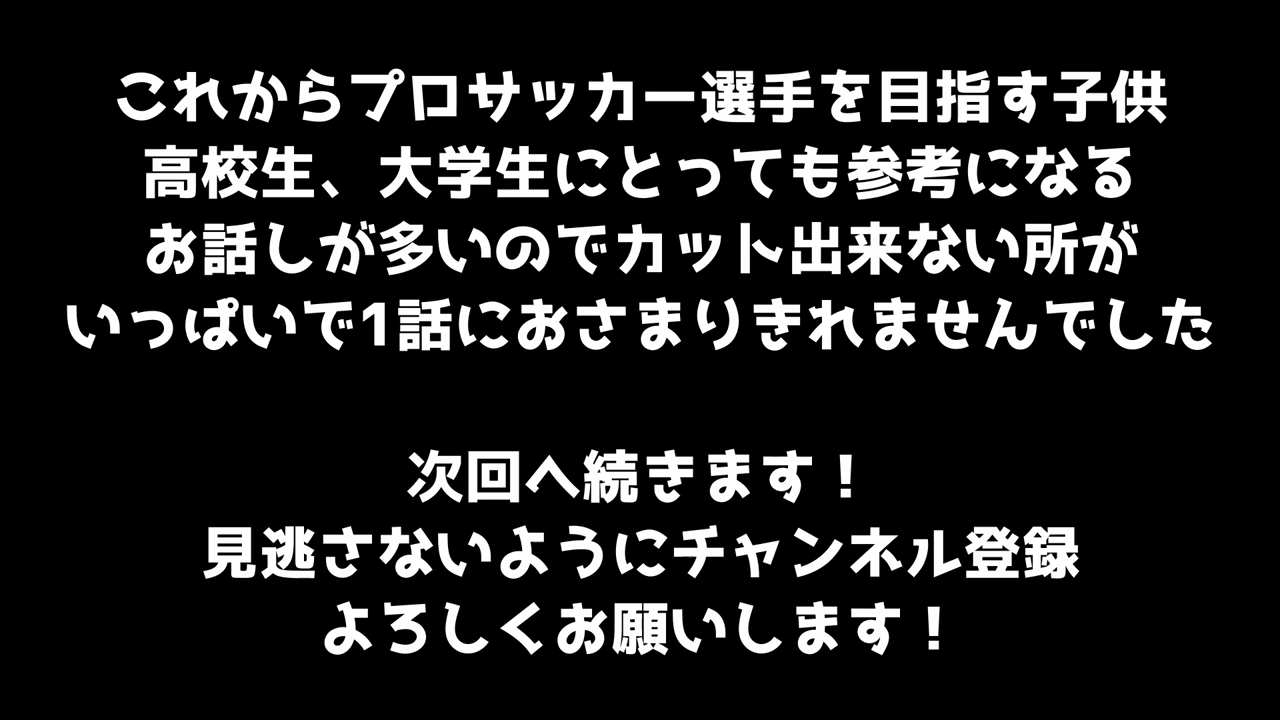 これからプロサッカー選手を目指す子供
高校生、大学生にとっても参考になる
お話しが多いのでカット出来ない所が
いっぱいで1話におさまりきれませんでした
次回へ続きます！
見逃さないようにチャンネル登録
よろしくお願いします！